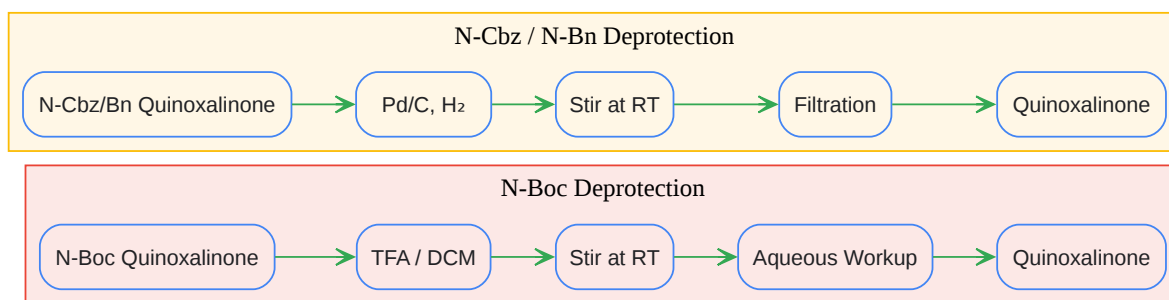 N-Cbz / N-Bn Deprotection
N-Cbz/Bn Quinoxalinone
Pd/C, H₂
Stir at RT
Filtration
Quinoxalinone
N-Boc Deprotection
N-Boc Quinoxalinone
TFA / DCM
Stir at RT
Aqueous Workup
Quinoxalinone